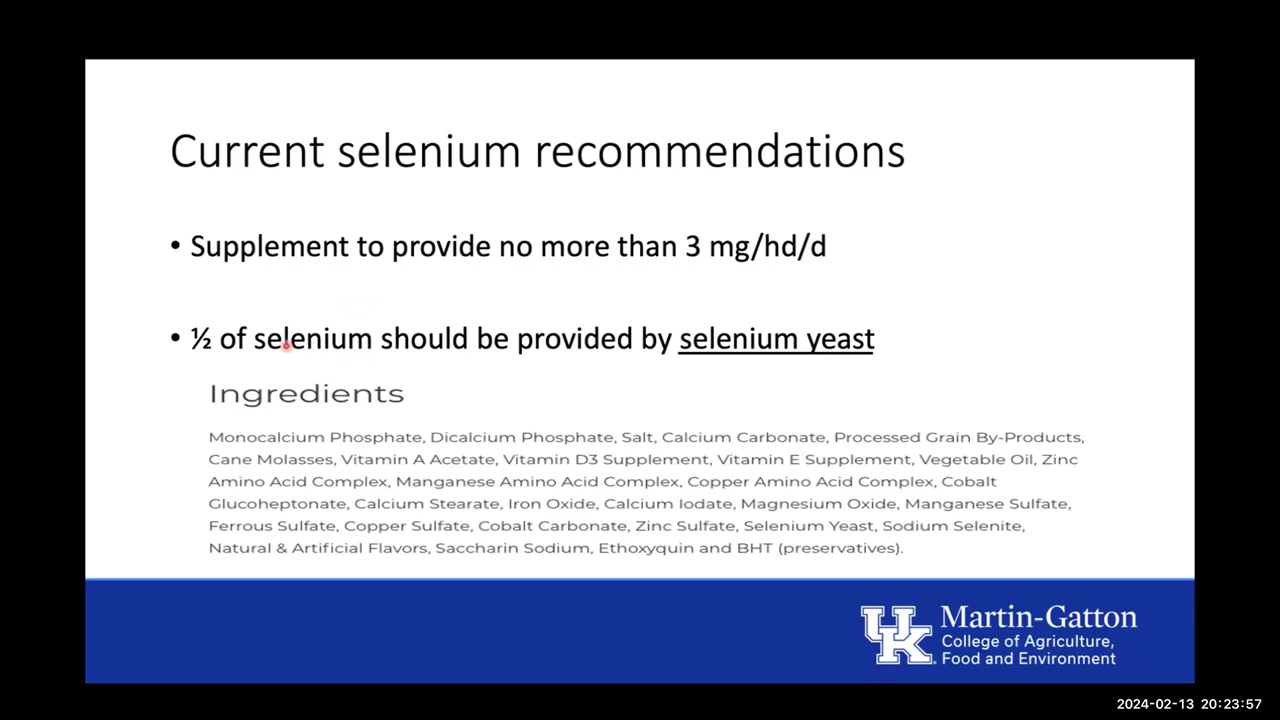 Current selenium recommendations
• Supplement to provide no more than 3 mg/hd/d
• ½ of selenium should be provided by selenium yeast
Ingredients
Monocalcium Phosphate, Dicalcium Phosphate, Salt, Calcium Carbonate, Processed Grain By-Products,
Cane Molasses, Vitamin A Acetate, Vitamin D3 Supplement, Vitamin E Supplement, Vegetable Oil, Zinc
Amino Acid Complex, Manganese Amino Acid Complex, Copper Amino Acid Complex, Cobalt
Glucoheptonate, Calcium Stearate, Iron Oxide, Calcium Iodate, Magnesium Oxide, Manganese Sulfate,
Ferrous Sulfate, Copper Sulfate, Cobalt Carbonate, Zinc Sulfate, Selenium Yeast, Sodium Selenite,
Natural & Artificial Flavors, Saccharin Sodium, Ethoxyquin and BHT (preservatives).
UK Martin-Gatton
College of Agriculture,
Food and Environment
2024-02-13 20:23:57